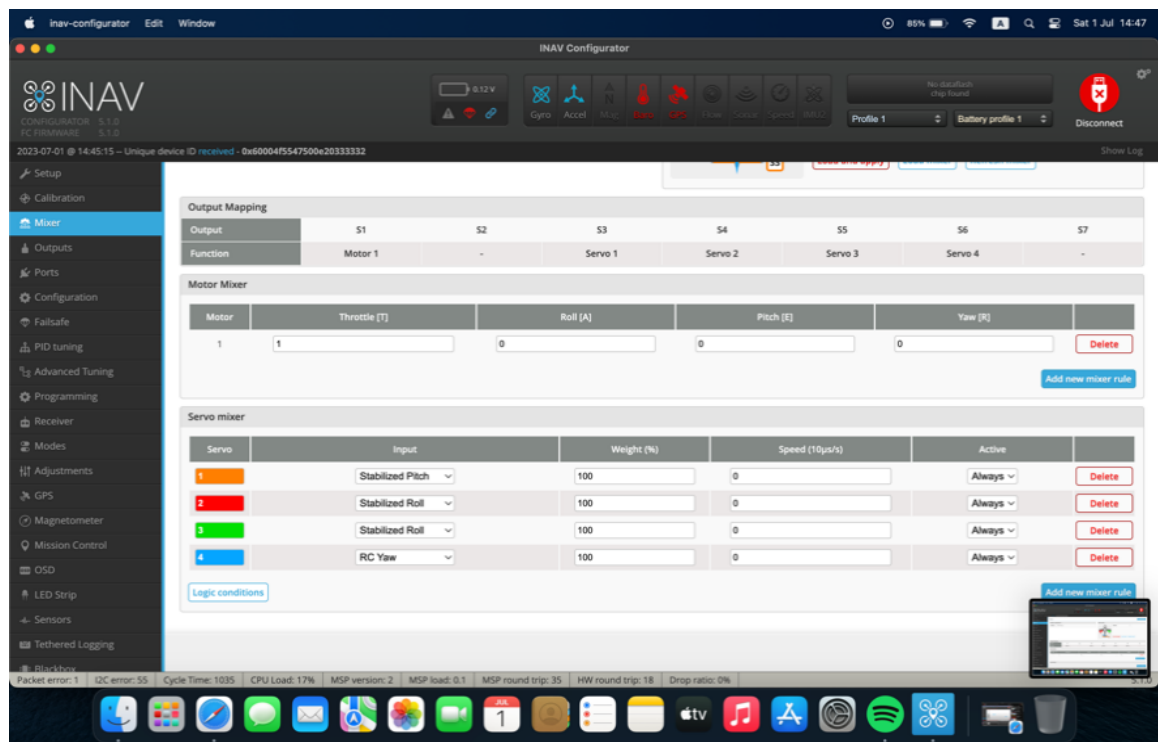 inav-configurator Edit Window 85% A Sat 1 Jul 14:47
INAV Configurator
INAV
CONFIGURATOR 5.1.0
FC FIRMWARE 5.1.0
0.12 V
Gyro Accel Mag Baro GPS Flow Sonar Speed IMU2
No dataflash
chip found
Profile 1 Battery profile 1
Disconnect
2023-07-01 @ 14:45:15 -- Unique device ID received - 0x60004f5547500e20333332 Show Log
Setup
Calibration
Mixer
Outputs
Ports
Configuration
Failsafe
PID tuning
Advanced Tuning
Programming
Receiver
Modes
Adjustments
GPS
Magnetometer
Mission Control
OSD
LED Strip
Sensors
Tethered Logging
Blackbox
S3 Load and apply Load mixer Refresh mixer
Output Mapping
Output S1 S2 S3 S4 S5 S6 S7
Function Motor 1 - Servo 1 Servo 2 Servo 3 Servo 4 -
Motor Mixer
Motor Throttle [T] Roll [A] Pitch [E] Yaw [R]
1 1 0 0 0 Delete
Add new mixer rule
Servo mixer
Servo Input Weight (%) Speed (10µs/s) Active
1 Stabilized Pitch 100 0 Always Delete
2 Stabilized Roll 100 0 Always Delete
3 Stabilized Roll 100 0 Always Delete
4 RC Yaw 100 0 Always Delete
Logic conditions Add new mixer rule
Packet error: 1 I2C error: 55 Cycle Time: 1035 CPU Load: 17% MSP version: 2 MSP load: 0.1 MSP round trip: 35 HW round trip: 18 Drop ratio: 0% 5.1.0
JUL
1
tv